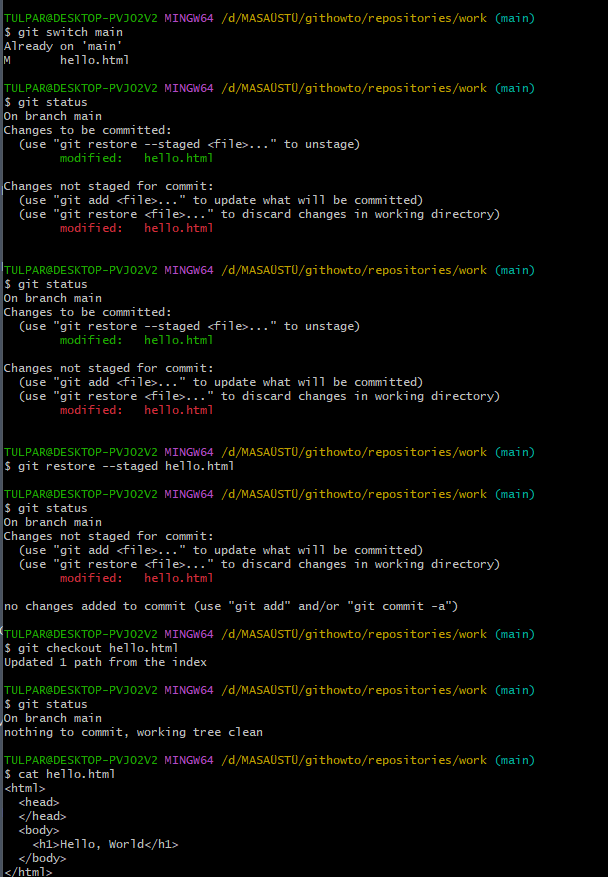 TULPAR@DESKTOP-PVJO2V2 MINGW64 /d/MASAÜSTÜ/githowto/repositories/work (main)
$ git switch main
Already on 'main'
M       hello.html

TULPAR@DESKTOP-PVJO2V2 MINGW64 /d/MASAÜSTÜ/githowto/repositories/work (main)
$ git status
On branch main
Changes to be committed:
  (use "git restore --staged <file>..." to unstage)
        modified:   hello.html

Changes not staged for commit:
  (use "git add <file>..." to update what will be committed)
  (use "git restore <file>..." to discard changes in working directory)
        modified:   hello.html


TULPAR@DESKTOP-PVJO2V2 MINGW64 /d/MASAÜSTÜ/githowto/repositories/work (main)
$ git status
On branch main
Changes to be committed:
  (use "git restore --staged <file>..." to unstage)
        modified:   hello.html

Changes not staged for commit:
  (use "git add <file>..." to update what will be committed)
  (use "git restore <file>..." to discard changes in working directory)
        modified:   hello.html


TULPAR@DESKTOP-PVJO2V2 MINGW64 /d/MASAÜSTÜ/githowto/repositories/work (main)
$ git restore --staged hello.html

TULPAR@DESKTOP-PVJO2V2 MINGW64 /d/MASAÜSTÜ/githowto/repositories/work (main)
$ git status
On branch main
Changes not staged for commit:
  (use "git add <file>..." to update what will be committed)
  (use "git restore <file>..." to discard changes in working directory)
        modified:   hello.html

no changes added to commit (use "git add" and/or "git commit -a")

TULPAR@DESKTOP-PVJO2V2 MINGW64 /d/MASAÜSTÜ/githowto/repositories/work (main)
$ git checkout hello.html
Updated 1 path from the index

TULPAR@DESKTOP-PVJO2V2 MINGW64 /d/MASAÜSTÜ/githowto/repositories/work (main)
$ git status
On branch main
nothing to commit, working tree clean

TULPAR@DESKTOP-PVJO2V2 MINGW64 /d/MASAÜSTÜ/githowto/repositories/work (main)
$ cat hello.html
<html>
  <head>
  </head>
  <body>
    <h1>Hello, World</h1>
  </body>
</html>